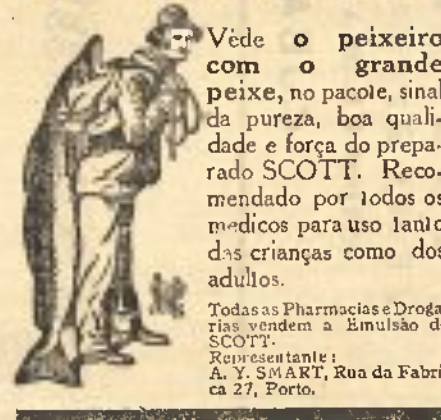 Vêde o peixeiro
com o grande
peixe, no pacote, sinal
da pureza, boa quali-
dade e força do prepa-
rado SCOTT. Reco-
mendado por todos os
medicos para uso tanto
das crianças como dos
adultos.
Todas as Pharmacias e Droga
rias vendem a Emulsão d
SCOTT.
Representante:
A. Y. SMART, Rua da Fabri
ca 27, Porto.